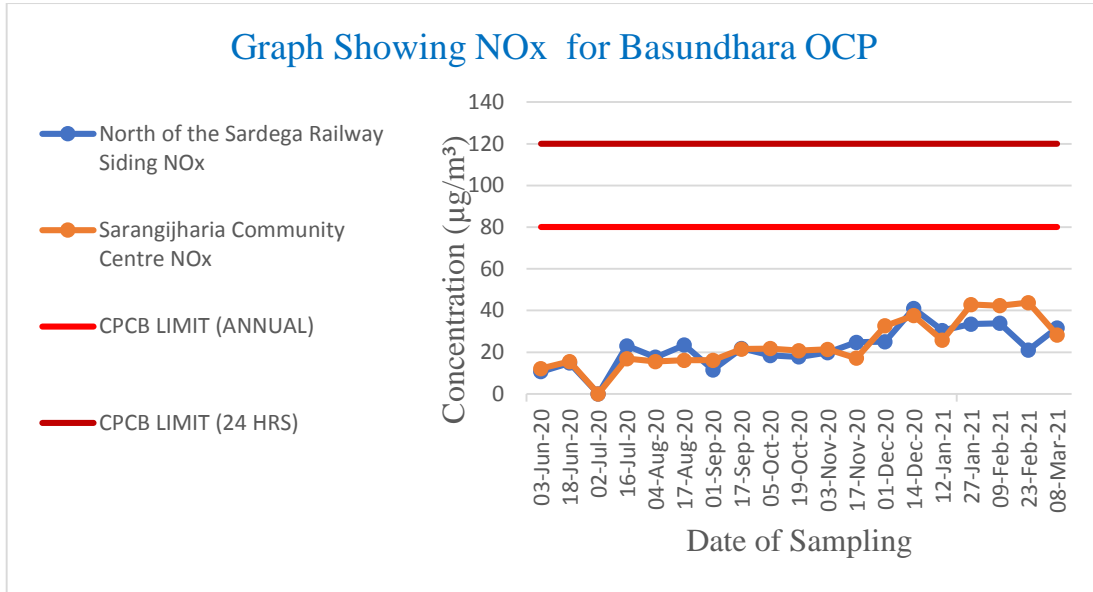 Graph Showing NOx for Basundhara OCP
North of the Sardega Railway
Siding NOx
Sarangijharia Community
Centre NOx
CPCB LIMIT (ANNUAL)
CPCB LIMIT (24 HRS)
Concentration (µg/m³)
140
120
100
80
60
40
20
0
03-Jun-20
18-Jun-20
02-Jul-20
16-Jul-20
04-Aug-20
17-Aug-20
01-Sep-20
17-Sep-20
05-Oct-20
19-Oct-20
03-Nov-20
17-Nov-20
01-Dec-20
14-Dec-20
12-Jan-21
27-Jan-21
09-Feb-21
23-Feb-21
08-Mar-21
Date of Sampling